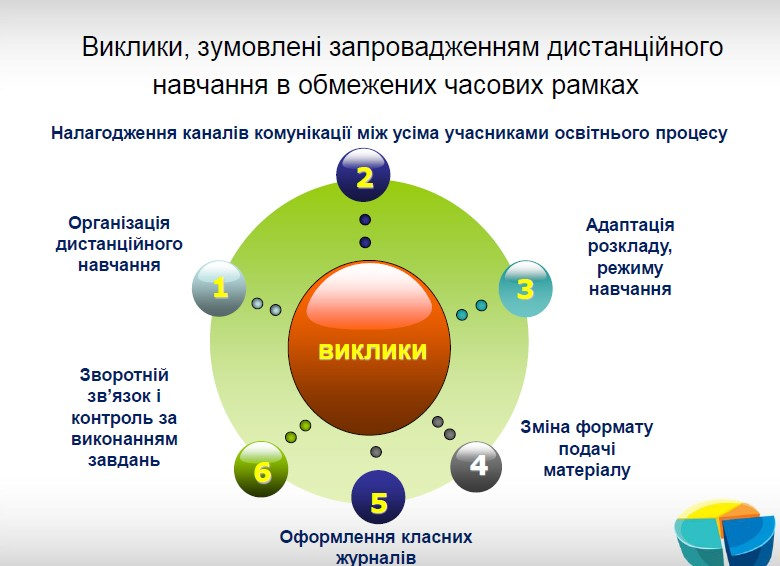 Виклики, зумовлені запровадженням дистанційного
навчання в обмежених часових рамках
Налагодження каналів комунікації між усіма учасниками освітнього процесу
2
Організація
дистанційного
навчання
1
Адаптація
розкладу,
режиму
навчання
3
ВИКЛИКИ
Зворотній
зв’язок і
контроль за
виконанням
завдань
6
Зміна формату
подачі
матеріалу
4
5
Оформлення класних
журналів